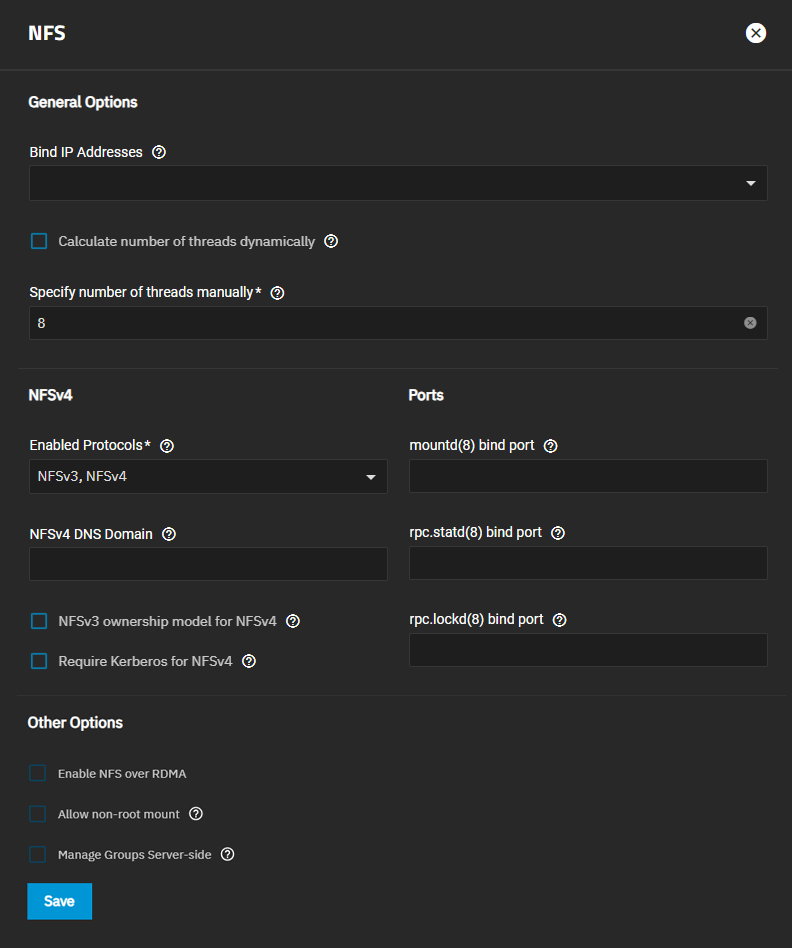 NFS
General Options
Bind IP Addresses
Calculate number of threads dynamically
Specify number of threads manually*
8
NFSv4
Enabled Protocols*
NFSv3, NFSv4
NFSv4 DNS Domain
NFSv3 ownership model for NFSv4
Require Kerberos for NFSv4
Ports
mountd(8) bind port
rpc.statd(8) bind port
rpc.lockd(8) bind port
Other Options
Enable NFS over RDMA
Allow non-root mount
Manage Groups Server-side
Save